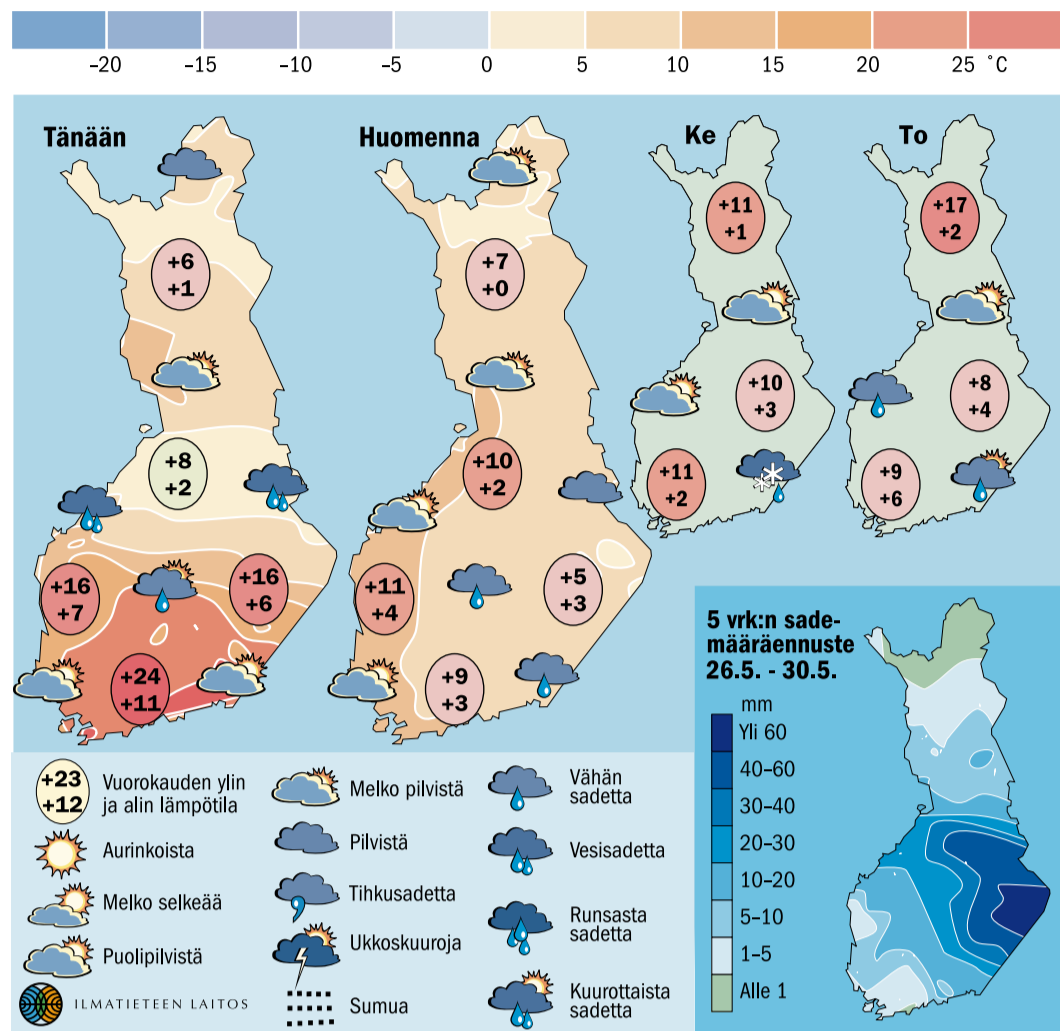 –20 –15 –10 –5 0 5 10 15 20 25 °C
Tänään
+6
+1
+8
+2
+16
+7
+16
+6
+24
+11
Huomenna
+7
+0
+10
+2
+11
+4
+5
+3
+9
+3
Ke
+11
+1
+10
+3
+11
+2
To
+17
+2
+8
+4
+9
+6
+23
+12
Vuorokauden ylin
ja alin lämpötila
Aurinkoista
Melko selkeää
Puolipilvistä
ILMATIETEEN LAITOS
Melko pilvistä
Pilvistä
Tihkusadetta
Ukkoskuuroja
Sumua
Vähän
sadetta
Vesisadetta
Runsasta
sadetta
Kuurottaista
sadetta
5 vrk:n sade-
määräennuste
26.5. - 30.5.
mm
Yli 60
40–60
30–40
20-30
10–20
5–10
1–5
Alle 1